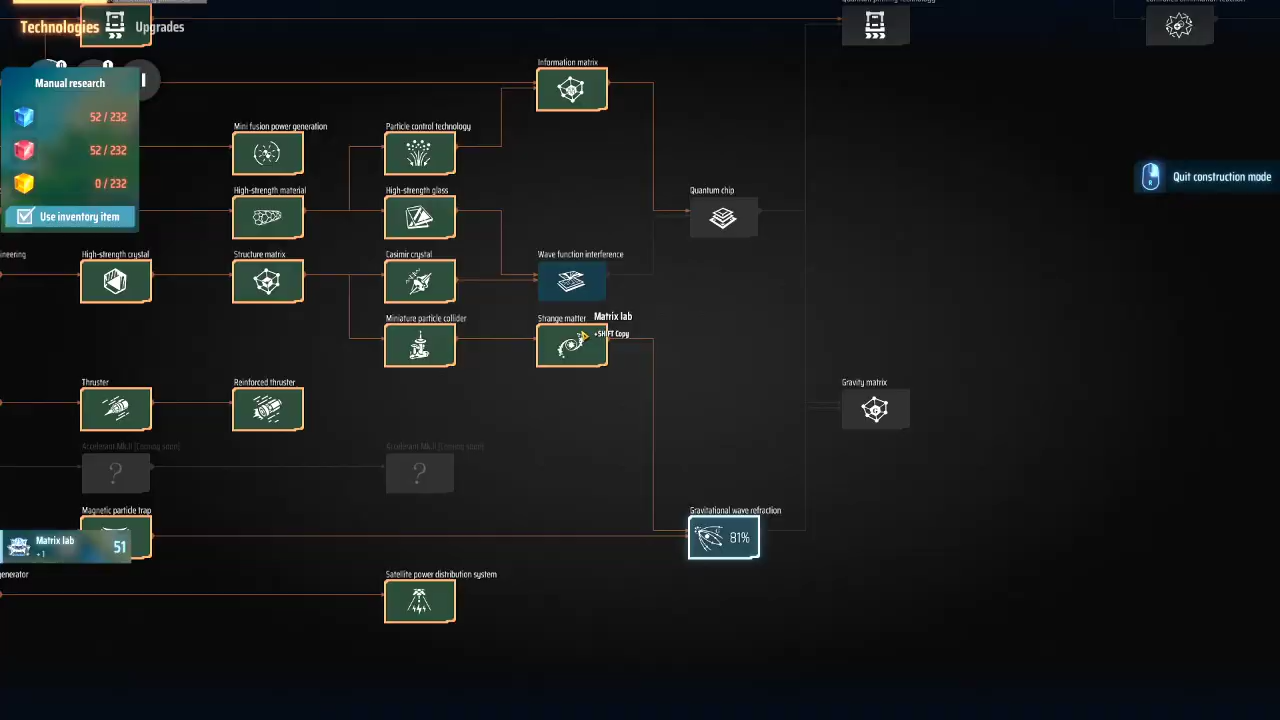 Technologies
Upgrades
Manual research
52 / 232
52 / 232
0 / 232
Use inventory item
Information matrix
Mini fusion power generation
Particle control technology
Quit construction mode
High-strength material
High-strength glass
Quantum chip
High-strength crystal
Structure matrix
Casimir crystal
Wave function interference
Miniature particle collider
Strange matter
Matrix lab
+SHIFT Copy
Thruster
Reinforced thruster
Gravity matrix
?
?
Magnetic particle trap
Gravitational wave refraction
81%
Matrix lab
+1
51
Satellite power distribution system